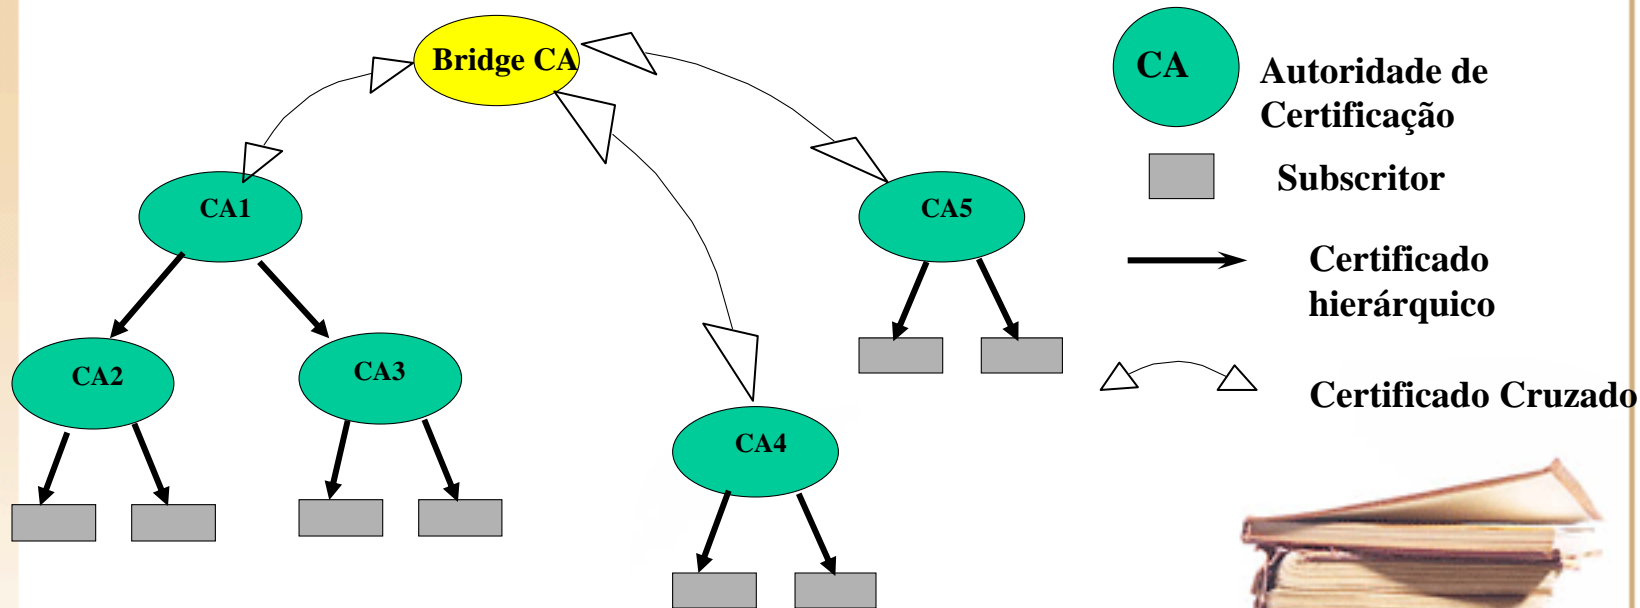 Bridge CA
CA1
CA5
CA2
CA3
CA4
CA
Autoridade de
Certificação
Subscritor
Certificado
hierárquico
Certificado Cruzado